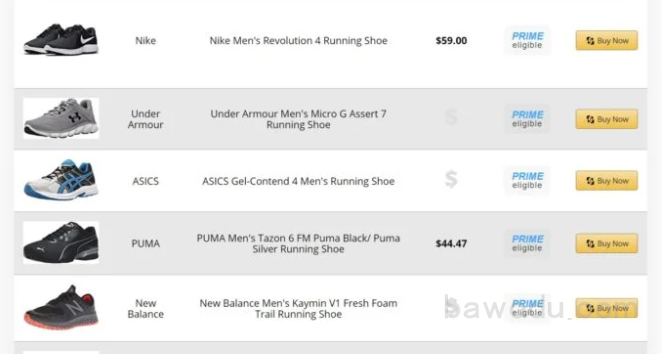 Nike Nike Men's Revolution 4 Running Shoe $59.00 PRIME
eligible Buy Now
Under
Armour Under Armour Men's Micro G Assert 7
Running Shoe $ PRIME
eligible Buy Now
ASICS ASICS Gel-Contend 4 Men's Running Shoe $ PRIME
eligible Buy Now
PUMA PUMA Men's Tazon 6 FM Puma Black/ Puma
Silver Running Shoe $44.47 PRIME
eligible Buy Now
New
Balance New Balance Men's Kaymin V1 Fresh Foam
Trail Running Shoe $ PRIME
eligible Buy Now